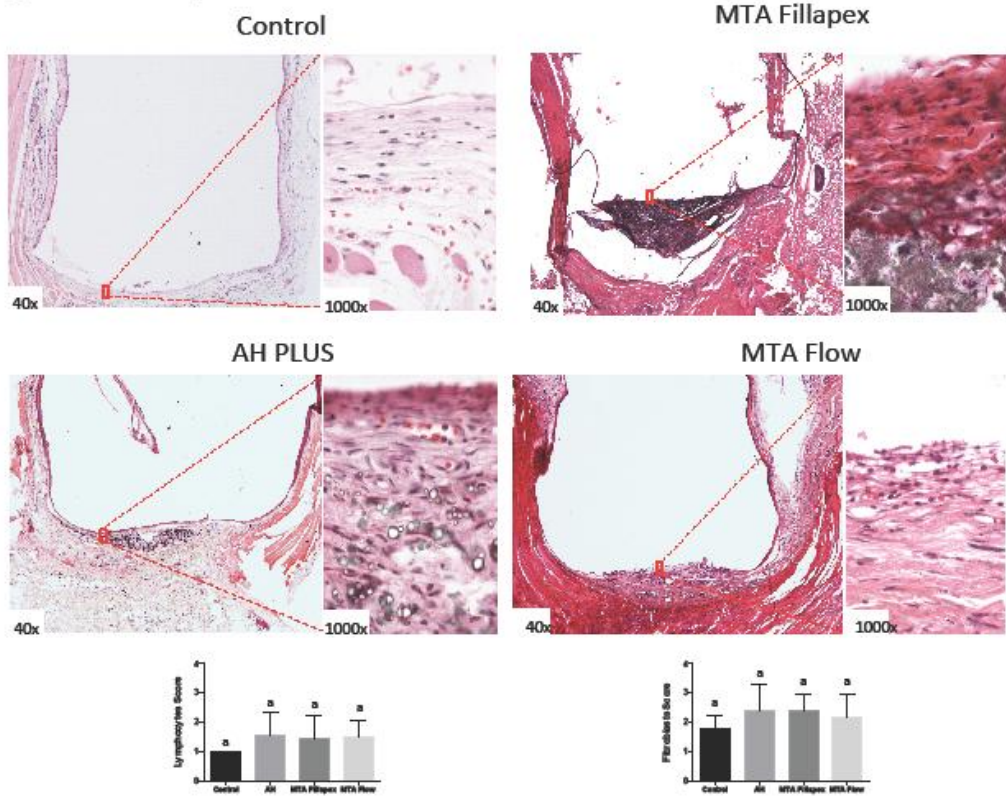 Control
MTA Fillapex
40x
1000x
40x
1000x
AH PLUS
MTA Flow
40x
1000x
40x
1000x
Lymphocytes Score
4
3
2
1
0
a
a
a
a
Control
AH
MTA Fillapex
MTA Flow
Fibroblasts Score
4
3
2
1
0
a
a
a
a
Control
AH
MTA Fillapex
MTA Flow